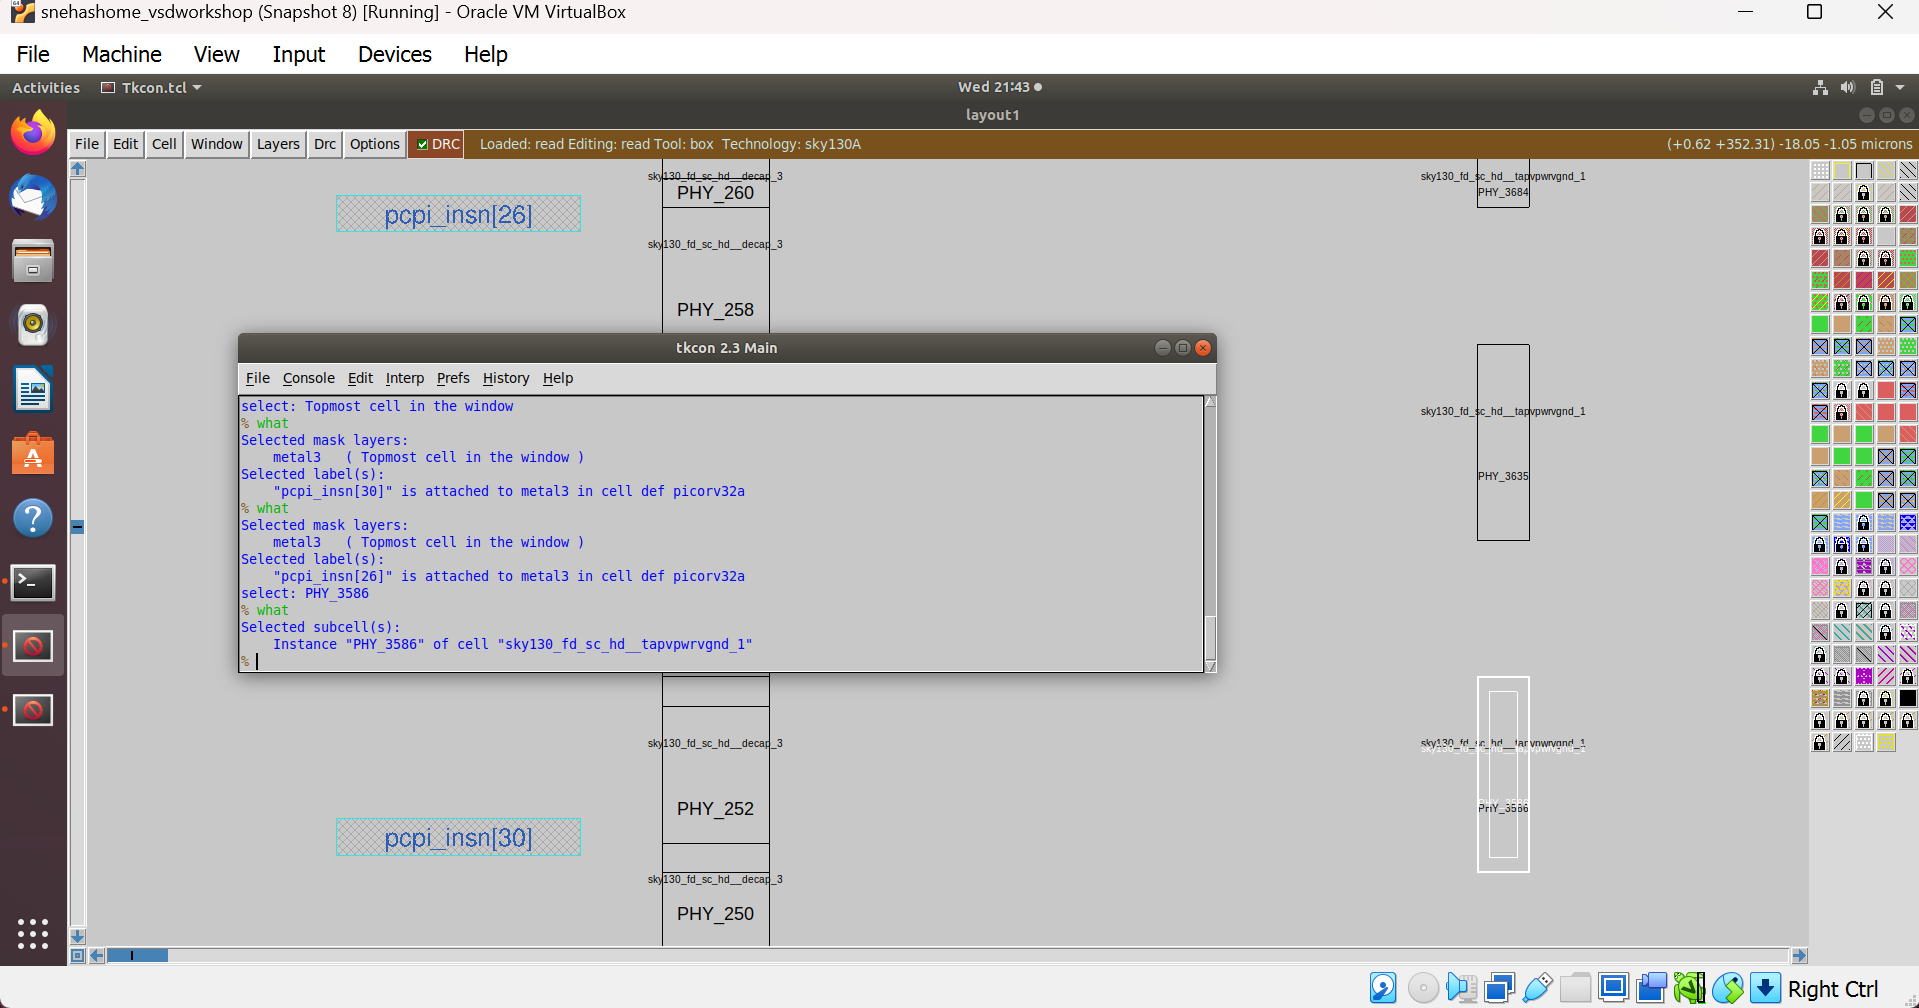 snehashome_vsdworkshop (Snapshot 8) [Running] - Oracle VM VirtualBox
File Machine View Input Devices Help
Activities Tkcon.tcl Wed 21:43
layout1
File Edit Cell Window Layers Drc Options DRC Loaded: read Editing: read Tool: box Technology: sky130A (+0.62 +352.31) -18.05 -1.05 microns
sky130_fd_sc_hd__decap_3
PHY_260
pcpi_insn[26]
sky130_fd_sc_hd__decap_3
PHY_258
sky130_fd_sc_hd__tapvpwrvgnd_1
PHY_3684
sky130_fd_sc_hd__tapvpwrvgnd_1
PHY_3635
tkcon 2.3 Main
File Console Edit Interp Prefs History Help
select: Topmost cell in the window
% what
Selected mask layers:
metal3 ( Topmost cell in the window )
Selected label(s):
"pcpi_insn[30]" is attached to metal3 in cell def picorv32a
% what
Selected mask layers:
metal3 ( Topmost cell in the window )
Selected label(s):
"pcpi_insn[26]" is attached to metal3 in cell def picorv32a
select: PHY_3586
% what
Selected subcell(s):
Instance "PHY_3586" of cell "sky130_fd_sc_hd__tapvpwrvgnd_1"
%
sky130_fd_sc_hd__decap_3
PHY_252
pcpi_insn[30]
sky130_fd_sc_hd__decap_3
PHY_250
sky130_fd_sc_hd__tapvpwrvgnd_1
PHY_3586
Right Ctrl